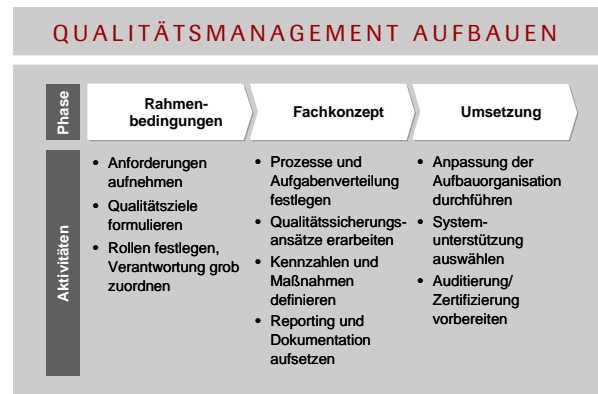 QUALITÄTSMANAGEMENT AUFBAUEN
Phase
Rahmen-
bedingungen
Fachkonzept
Umsetzung
Aktivitäten
• Anforderungen
aufnehmen
• Qualitätsziele
formulieren
• Rollen festlegen,
Verantwortung grob
zuordnen
• Prozesse und
Aufgabenverteilung
festlegen
• Qualitätssicherungs-
ansätze erarbeiten
• Kennzahlen und
Maßnahmen
definieren
• Reporting und
Dokumentation
aufsetzen
• Anpassung der
Aufbauorganisation
durchführen
• System-
unterstützung
auswählen
• Auditierung/
Zertifizierung
vorbereiten